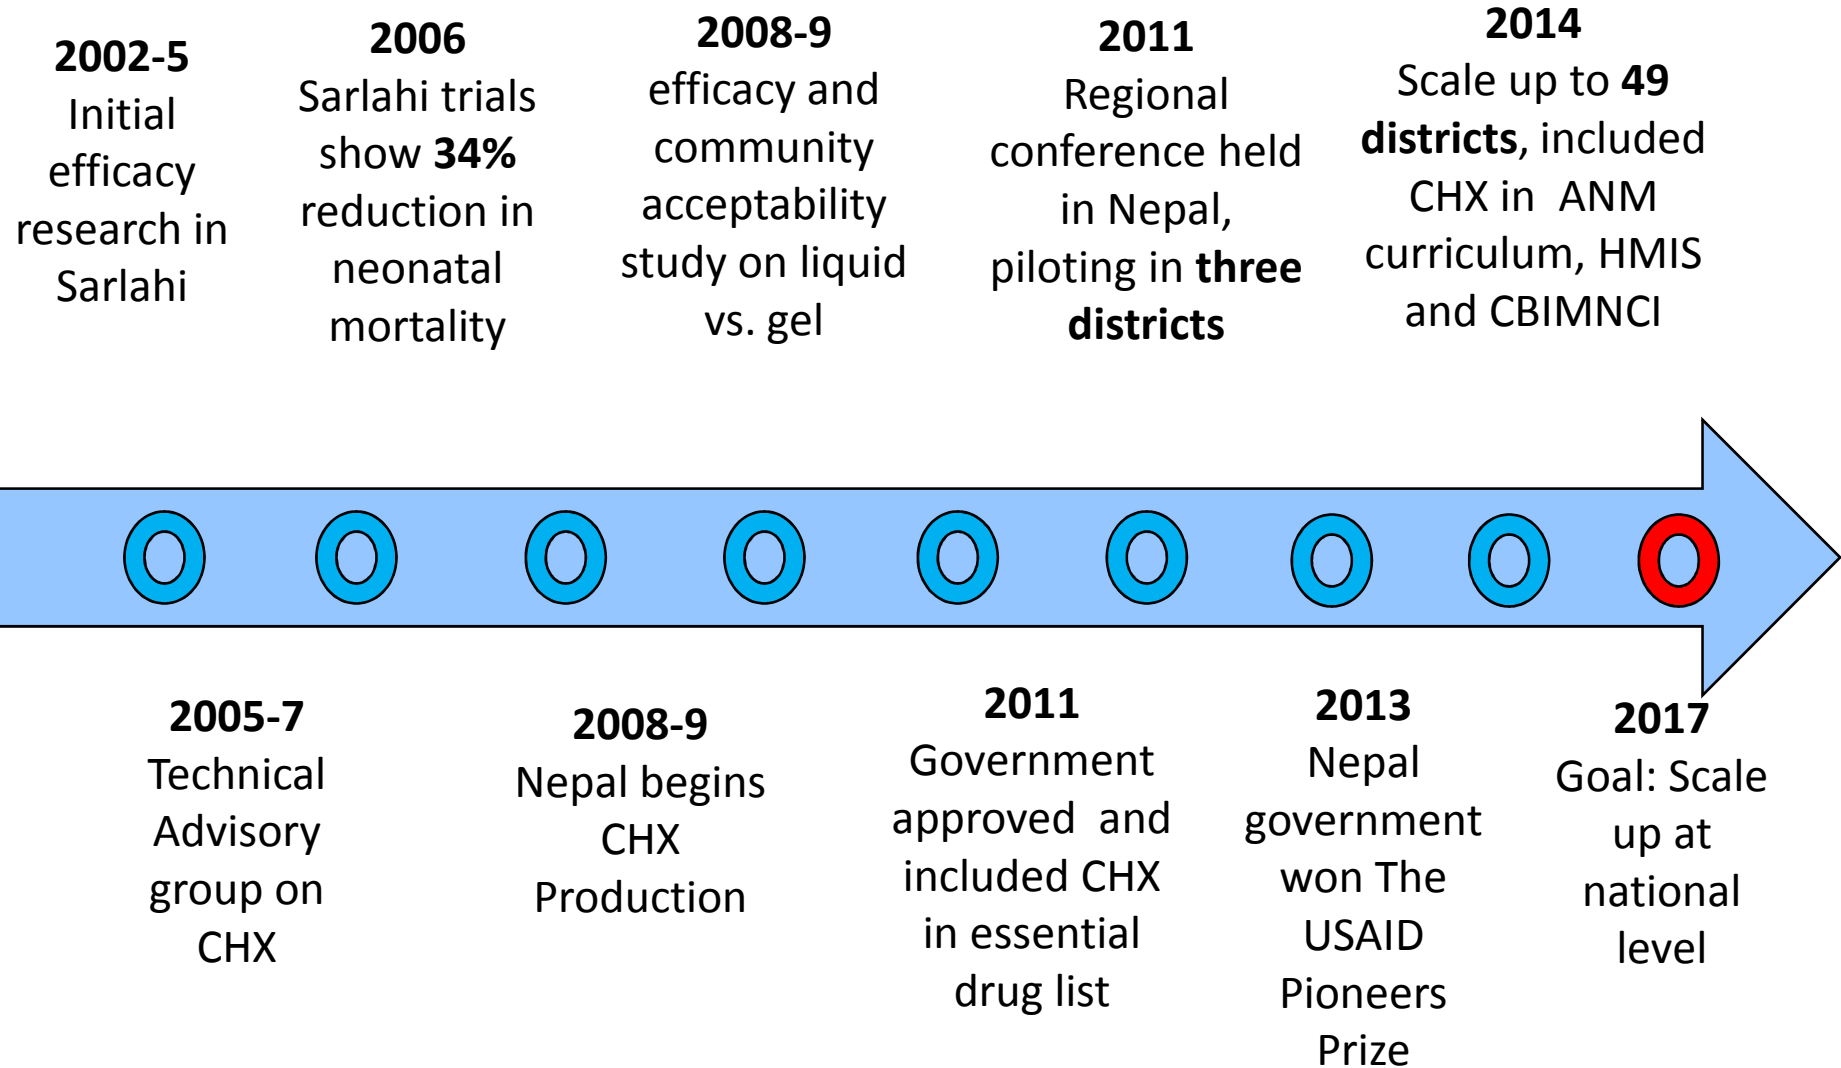 2002-5
Initial
efficacy
research in
Sarlahi
2006
Sarlahi trials
show 34%
reduction in
neonatal
mortality
2008-9
efficacy and
community
acceptability
study on liquid
vs. gel
2011
Regional
conference held
in Nepal,
piloting in three
districts
2014
Scale up to 49
districts, included
CHX in  ANM
curriculum, HMIS
and CBIMNCI
2005-7
Technical
Advisory
group on
CHX
2008-9
Nepal begins
CHX
Production
2011
Government
approved  and
included CHX
in essential
drug list
2013
Nepal
government
won The
USAID
Pioneers
Prize
2017
Goal: Scale
up at
national
level